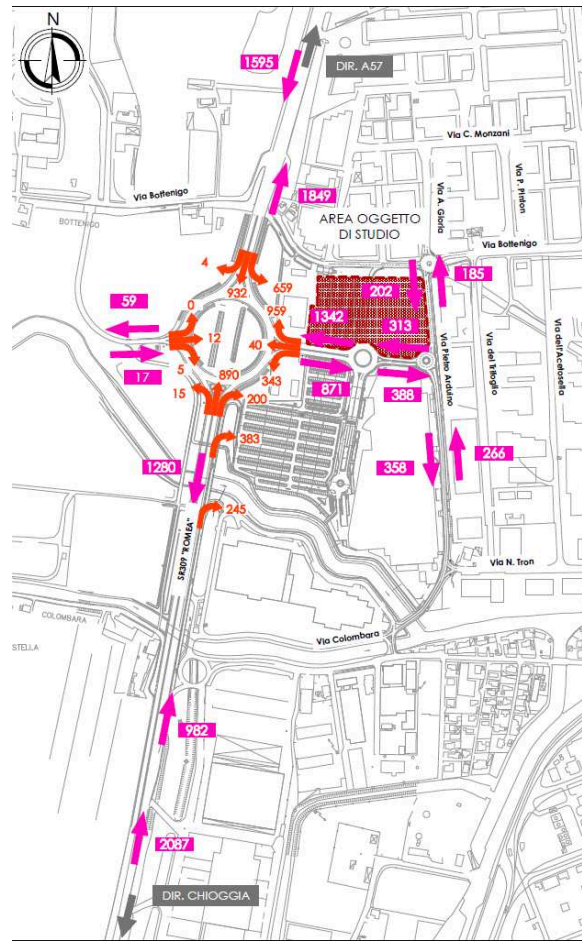 N
1595
DIR. A57
Via C. Monzani
Via Bottenigo
1849
Via A. Gloria
Via P. Pinton
BOTTENIGO
AREA OGGETTO
DI STUDIO
Via Bottenigo
4
932
659
202
185
59
0
959
1342
313
12
40
17
5
890
343
871
388
Via Pietro Arduino
Via del Trifoglio
Via dell'Acetosella
15
200
383
1280
358
266
245
SR309 "ROMEA"
Via N. Tron
COLOMBARA
Via Colombara
STELLA
982
2087
DIR. CHIOGGIA